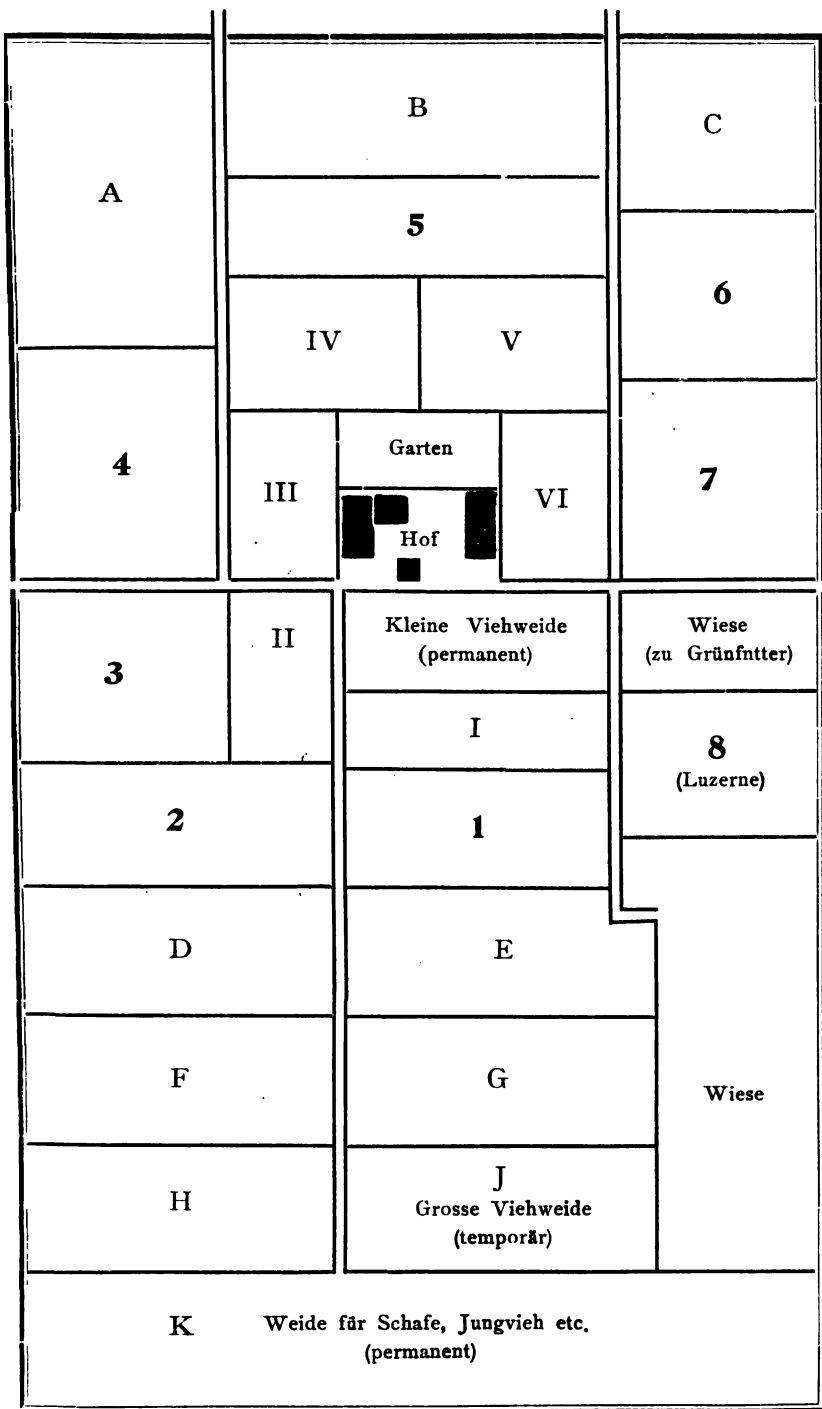 B
C
A
5
6
IV
V
Garten
4
III
VI
7
Hof
Kleine Viehweide
(permanent)
Wiese
(zu Grünfntter)
II
3
I
8
(Luzerne)
2
1
D
E
F
G
Wiese
H
J
Grosse Viehweide
(temporär)
K Weide für Schafe, Jungvieh etc.
(permanent)